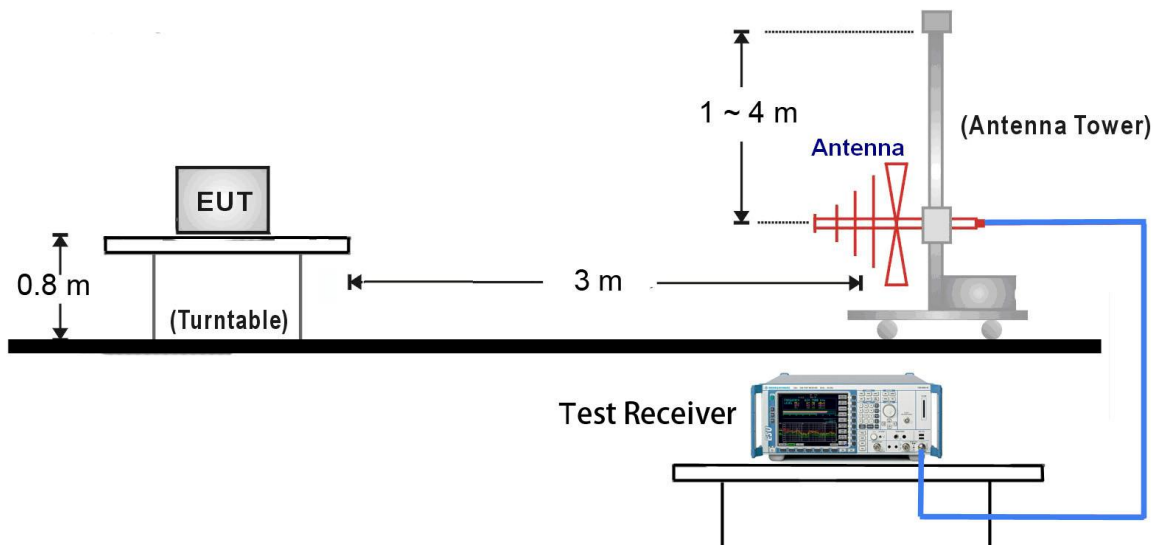 1 ~ 4 m
(Antenna Tower)
Antenna
EUT
0.8 m
3 m
(Turntable)
Test Receiver